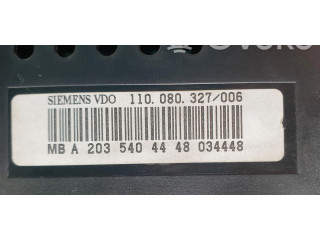 SIEMENS VDO 110.080.327/006
MB A 203 540 44 48 034448